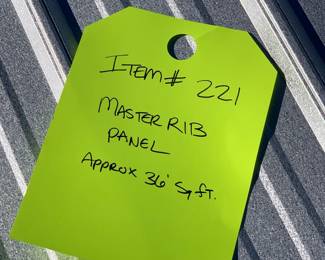 ITEM# 221
MASTER RIB
PANEL
APPROX 36' Sq ft.